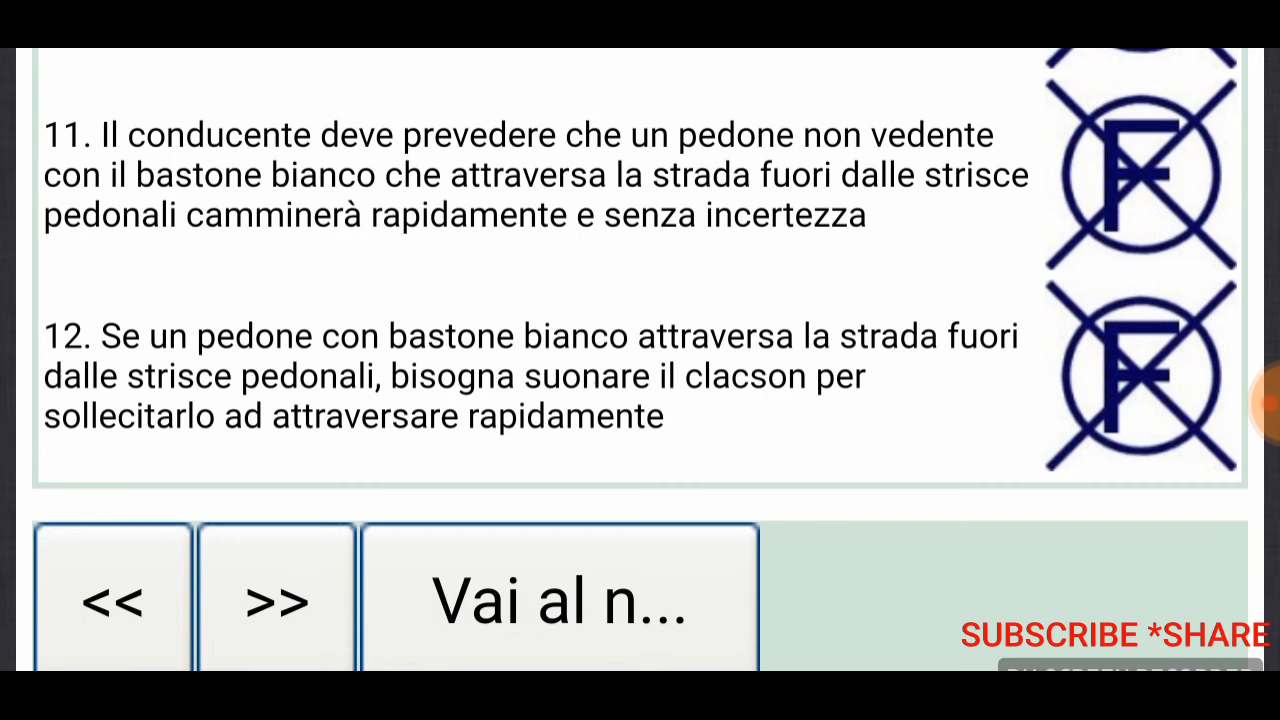 11. Il conducente deve prevedere che un pedone non vedente
con il bastone bianco che attraversa la strada fuori dalle strisce
pedonali camminerà rapidamente e senza incertezza
F
12. Se un pedone con bastone bianco attraversa la strada fuori
dalle strisce pedonali, bisogna suonare il clacson per
sollecitarlo ad attraversare rapidamente
F
<< >> Vai al n...
SUBSCRIBE *SHARE